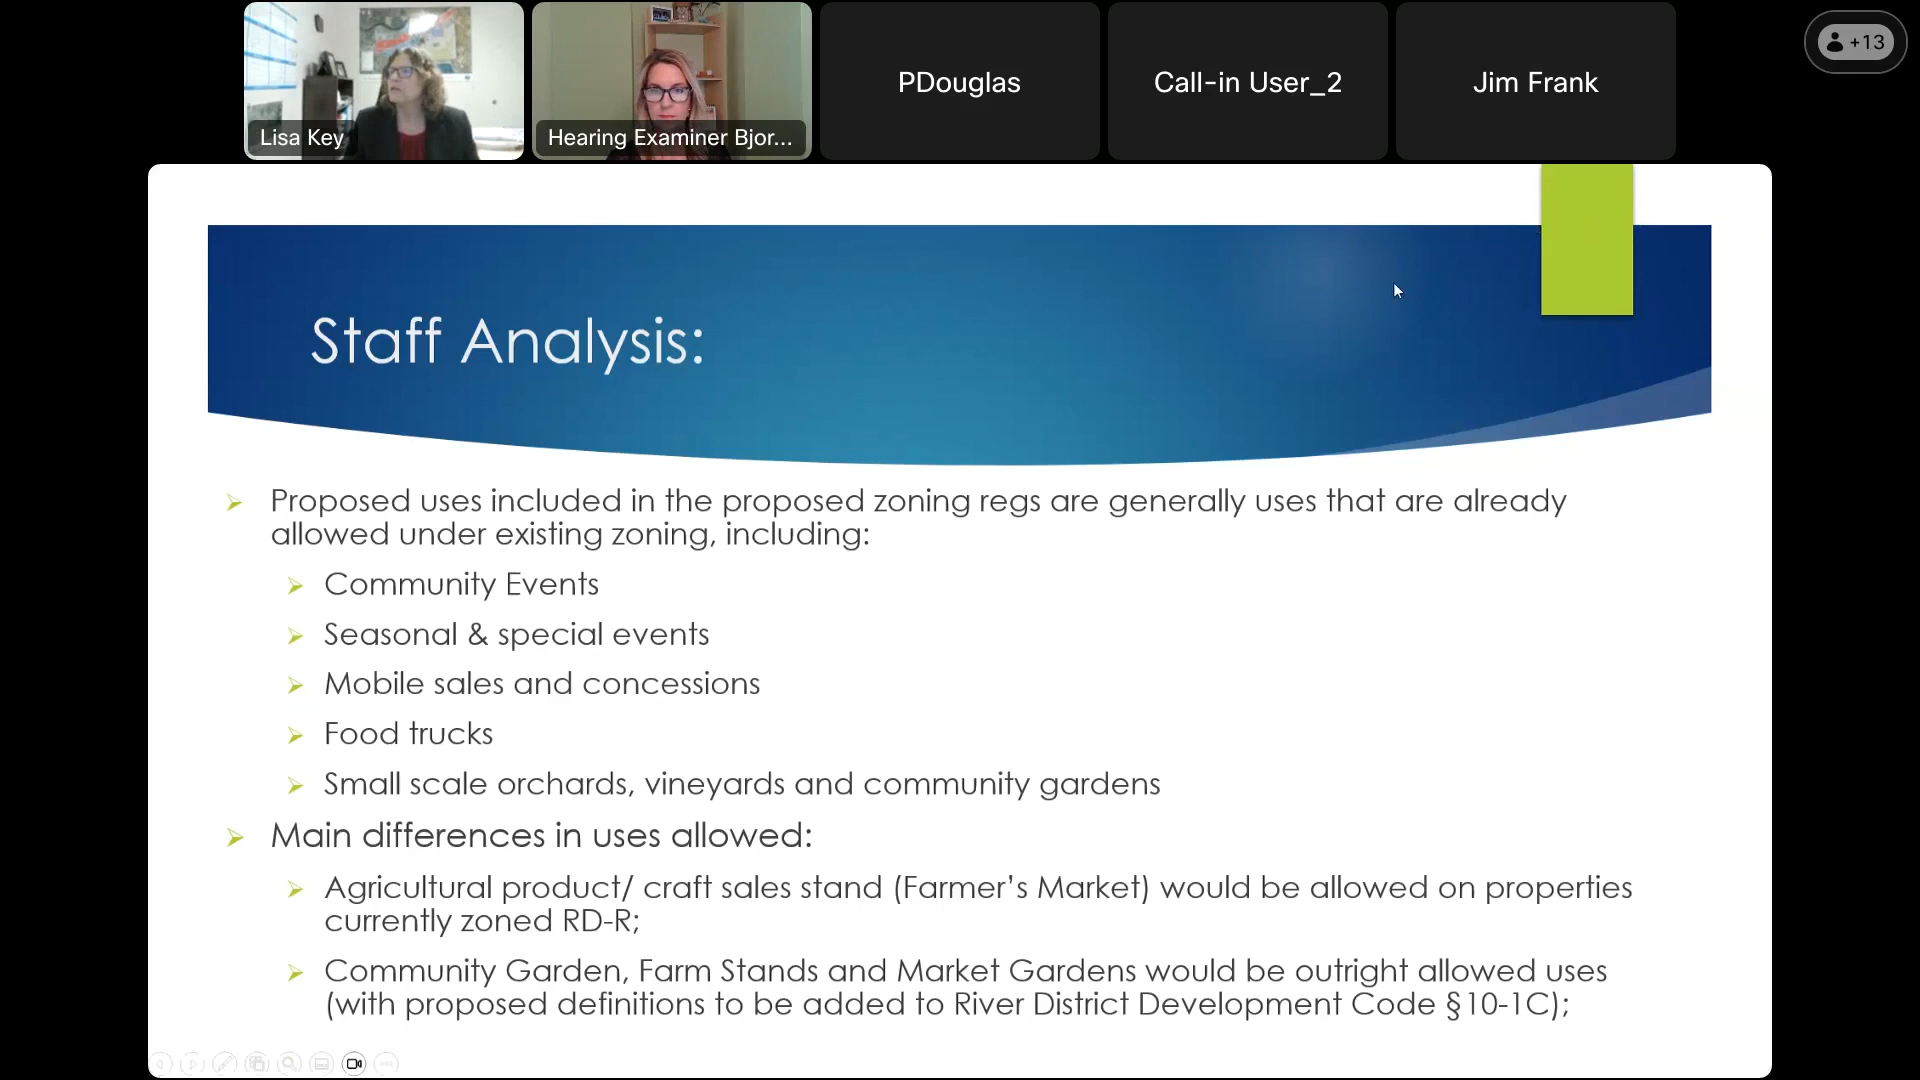 Lisa Key
Hearing Examiner Bjor...
PDouglas
Call-in User_2
Jim Frank
+13
Staff Analysis:
Proposed uses included in the proposed zoning regs are generally uses that are already
allowed under existing zoning, including:
Community Events
Seasonal & special events
Mobile sales and concessions
Food trucks
Small scale orchards, vineyards and community gardens
Main differences in uses allowed:
Agricultural product/ craft sales stand (Farmer’s Market) would be allowed on properties
currently zoned RD-R;
Community Garden, Farm Stands and Market Gardens would be outright allowed uses
(with proposed definitions to be added to River District Development Code §10-1C);